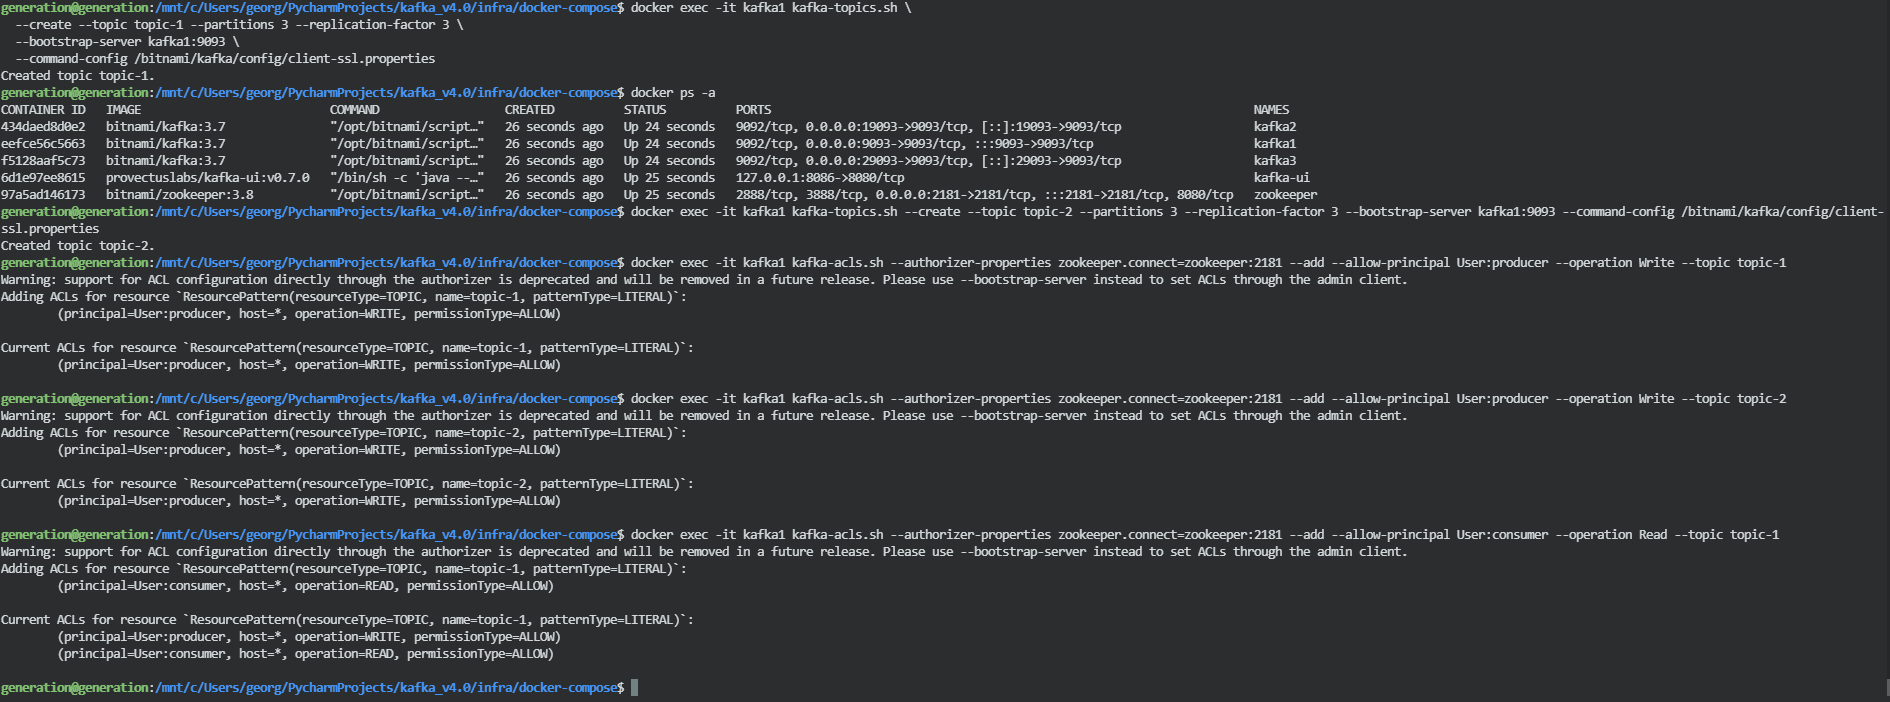 generation@generation:/mnt/c/Users/georg/PycharmProjects/kafka_v4.0/infra/docker-compose$ docker exec -it kafka1 kafka-topics.sh \
  --create --topic topic-1 --partitions 3 --replication-factor 3 \
  --bootstrap-server kafka1:9093 \
  --command-config /bitnami/kafka/config/client-ssl.properties
Created topic topic-1.
generation@generation:/mnt/c/Users/georg/PycharmProjects/kafka_v4.0/infra/docker-compose$ docker ps -a
CONTAINER ID   IMAGE                           COMMAND                  CREATED          STATUS          PORTS                                                                     NAMES
434daed8d0e2   bitnami/kafka:3.7               "/opt/bitnami/script…"   26 seconds ago   Up 24 seconds   9092/tcp, 0.0.0.0:19093->9093/tcp, [::]:19093->9093/tcp                   kafka2
eefce56c5663   bitnami/kafka:3.7               "/opt/bitnami/script…"   26 seconds ago   Up 24 seconds   9092/tcp, 0.0.0.0:9093->9093/tcp, :::9093->9093/tcp                       kafka1
f5128aaf5c73   bitnami/kafka:3.7               "/opt/bitnami/script…"   26 seconds ago   Up 24 seconds   9092/tcp, 0.0.0.0:29093->9093/tcp, [::]:29093->9093/tcp                   kafka3
6d1e97ee8615   provectuslabs/kafka-ui:v0.7.0   "/bin/sh -c 'java --…"   26 seconds ago   Up 25 seconds   127.0.0.1:8086->8080/tcp                                                  kafka-ui
97a5ad146173   bitnami/zookeeper:3.8           "/opt/bitnami/script…"   26 seconds ago   Up 25 seconds   2888/tcp, 3888/tcp, 0.0.0.0:2181->2181/tcp, :::2181->2181/tcp, 8080/tcp   zookeeper
generation@generation:/mnt/c/Users/georg/PycharmProjects/kafka_v4.0/infra/docker-compose$ docker exec -it kafka1 kafka-topics.sh --create --topic topic-2 --partitions 3 --replication-factor 3 --bootstrap-server kafka1:9093 --command-config /bitnami/kafka/config/client-
ssl.properties
Created topic topic-2.
generation@generation:/mnt/c/Users/georg/PycharmProjects/kafka_v4.0/infra/docker-compose$ docker exec -it kafka1 kafka-acls.sh --authorizer-properties zookeeper.connect=zookeeper:2181 --add --allow-principal User:producer --operation Write --topic topic-1
Warning: support for ACL configuration directly through the authorizer is deprecated and will be removed in a future release. Please use --bootstrap-server instead to set ACLs through the admin client.
Adding ACLs for resource `ResourcePattern(resourceType=TOPIC, name=topic-1, patternType=LITERAL)`:
        (principal=User:producer, host=*, operation=WRITE, permissionType=ALLOW)

Current ACLs for resource `ResourcePattern(resourceType=TOPIC, name=topic-1, patternType=LITERAL)`:
        (principal=User:producer, host=*, operation=WRITE, permissionType=ALLOW)

generation@generation:/mnt/c/Users/georg/PycharmProjects/kafka_v4.0/infra/docker-compose$ docker exec -it kafka1 kafka-acls.sh --authorizer-properties zookeeper.connect=zookeeper:2181 --add --allow-principal User:producer --operation Write --topic topic-2
Warning: support for ACL configuration directly through the authorizer is deprecated and will be removed in a future release. Please use --bootstrap-server instead to set ACLs through the admin client.
Adding ACLs for resource `ResourcePattern(resourceType=TOPIC, name=topic-2, patternType=LITERAL)`:
        (principal=User:producer, host=*, operation=WRITE, permissionType=ALLOW)

Current ACLs for resource `ResourcePattern(resourceType=TOPIC, name=topic-2, patternType=LITERAL)`:
        (principal=User:producer, host=*, operation=WRITE, permissionType=ALLOW)

generation@generation:/mnt/c/Users/georg/PycharmProjects/kafka_v4.0/infra/docker-compose$ docker exec -it kafka1 kafka-acls.sh --authorizer-properties zookeeper.connect=zookeeper:2181 --add --allow-principal User:consumer --operation Read --topic topic-1
Warning: support for ACL configuration directly through the authorizer is deprecated and will be removed in a future release. Please use --bootstrap-server instead to set ACLs through the admin client.
Adding ACLs for resource `ResourcePattern(resourceType=TOPIC, name=topic-1, patternType=LITERAL)`:
        (principal=User:consumer, host=*, operation=READ, permissionType=ALLOW)

Current ACLs for resource `ResourcePattern(resourceType=TOPIC, name=topic-1, patternType=LITERAL)`:
        (principal=User:producer, host=*, operation=WRITE, permissionType=ALLOW)
        (principal=User:consumer, host=*, operation=READ, permissionType=ALLOW)

generation@generation:/mnt/c/Users/georg/PycharmProjects/kafka_v4.0/infra/docker-compose$